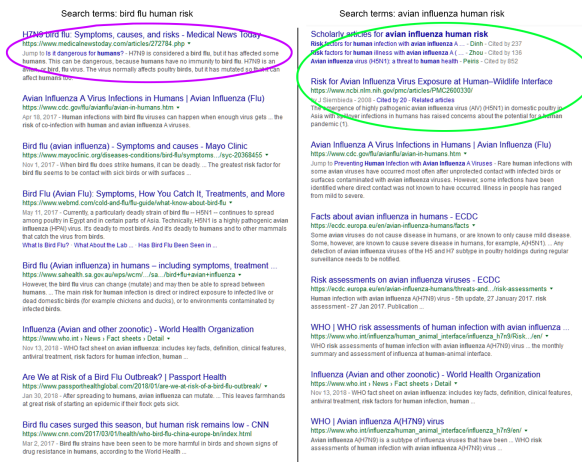 Search terms: bird flu human risk
H7N9 bird flu: Symptoms, causes, and risks - Medical News Today
https://www.medicalnewstoday.com/articles/272784.php
Jump to Is it dangerous for humans? - H7N9 is considered a bird flu, but it has affected some
humans. This can be dangerous, because humans have no immunity to bird flu. H7N9 is an
avian, or bird, flu virus. The virus normally affects poultry birds, but it has mutated so that it can
affect humans too.
Avian Influenza A Virus Infections in Humans | Avian Influenza (Flu)
https://www.cdc.gov/flu/avianflu/avian-in-humans.htm
Apr 18, 2017 - Human infections with bird flu viruses can happen when enough virus gets ... The
risk of co-infection with human and avian influenza A viruses.
Bird flu (avian influenza) - Symptoms and causes - Mayo Clinic
https://www.mayoclinic.org/diseases-conditions/bird-flu/symptoms.../syc-20368455
Nov 1, 2017 - When bird flu does strike humans, it can be deadly. ... The greatest risk factor for
bird flu seems to be contact with sick birds or with surfaces ...
Bird Flu (Avian Flu): Symptoms, How You Catch It, Treatments, and More
https://www.webmd.com/cold-and-flu/flu-guide/what-know-about-bird-flu
May 11, 2017 - Currently, a particularly deadly strain of bird flu -- H5N1 -- continues to spread
among poultry in Egypt and in certain parts of Asia. Technically, H5N1 is a highly pathogenic avian
influenza (HPAI) virus. It's deadly to most birds. And it's deadly to humans and to other mammals
that catch the virus from birds.
What Is Bird Flu? · What About the Lab ... · Has Bird Flu Been Seen in ...
Bird flu (Avian influenza) in humans – including symptoms, treatment ...
https://www.sahealth.sa.gov.au/wps/wcm/.../sa.../bird+flu+avian+influenza
However, the bird flu virus can change (mutate) and may then be able to spread between
humans. ... The main risk for human infection is direct or indirect exposure to infected live or
dead domestic birds (for example chickens and ducks), or to environments contaminated by
infected birds.
Influenza (Avian and other zoonotic) - World Health Organization
https://www.who.int › News › Fact sheets › Detail
Nov 13, 2018 - WHO fact sheet on avian influenza: includes key facts, definition, clinical features,
antiviral treatment, risk factors for human infection, human ...
Are We at Risk of a Bird Flu Outbreak? | Passport Health
https://www.passporthealthglobal.com/2018/01/are-we-at-risk-of-a-bird-flu-outbreak/
Jan 30, 2018 - After spreading to humans, avian influenza can mutate. ... This leaves farmhands
at great risk of starting an epidemic if their flock gets sick.
Bird flu cases surged this season, but human risk remains low - CNN
https://www.cnn.com/2017/03/01/health/who-bird-flu-china-europe-bn/index.html
Mar 2, 2017 - Bird flu strains have been seen to be more harmful in birds and shown signs of
drug resistance in humans, according to the World Health ...
Search terms: avian influenza human risk
Scholarly articles for avian influenza human risk
Risk factors for human infection with avian influenza A ... - Dinh - Cited by 237
Risk factors for human illness with avian influenza A ( ... - Zhou - Cited by 136
Avian influenza virus (H5N1): a threat to human health - Peiris - Cited by 852
Risk for Avian Influenza Virus Exposure at Human–Wildlife Interface
https://www.ncbi.nlm.nih.gov/pmc/articles/PMC2600330/
by J Siembieda - 2008 - Cited by 20 - Related articles
The emergence of highly pathogenic avian influenza virus (AIV) (H5N1) in domestic poultry in
Asia with spillover infections in humans has raised concerns about the potential for a human
pandemic (1).
Avian Influenza A Virus Infections in Humans | Avian Influenza (Flu)
https://www.cdc.gov/flu/avianflu/avian-in-humans.htm
Jump to Preventing Human Infection with Avian Influenza A Viruses - Rare human infections with
some avian viruses have occurred most often after unprotected contact with infected birds or
surfaces contaminated with avian influenza viruses. However, some infections have been
identified where direct contact was not known to have occurred. Illness in people has ranged
from mild to severe.
Facts about avian influenza in humans - ECDC
https://ecdc.europa.eu/en/avian-influenza-humans/facts
Some avian viruses do not cause disease in humans, or are known to only cause mild disease.
Some, however, are known to cause severe disease in humans, for example, A(H5N1). ... Any
detection of avian influenza viruses of the H5 and H7 subtype in poultry holdings during regular
surveillance needs to be notified.
Risk assessments on avian influenza viruses - ECDC
https://ecdc.europa.eu/en/avian-influenza-humans/threats-and.../risk-assessments
Human infection with avian influenza A(H7N9) virus - 5th update, 27 January 2017. risk
assessment - 27 Jan 2017. Publication ...
WHO | WHO risk assessments of human infection with avian influenza ...
https://www.who.int/influenza/human_animal_interface/influenza_h7n9/Risk.../en/
WHO risk assessments of human infection with avian influenza A(H7N9) virus ... the monthly
summary and assessment of influenza at human-animal interface.
Influenza (Avian and other zoonotic) - World Health Organization
https://www.who.int › News › Fact sheets › Detail
Nov 13, 2018 - WHO fact sheet on avian influenza: includes key facts, definition, clinical features,
antiviral treatment, risk factors for human infection, human ...
WHO | Avian Influenza A(H7N9) virus
https://www.who.int/influenza/human_animal_interface/influenza_h7n9/en/
Avian influenza A(H7N9) is a subtype of influenza viruses that have been ... WHO risk
assessments of human infection with avian influenza A(H7N9) virus ...